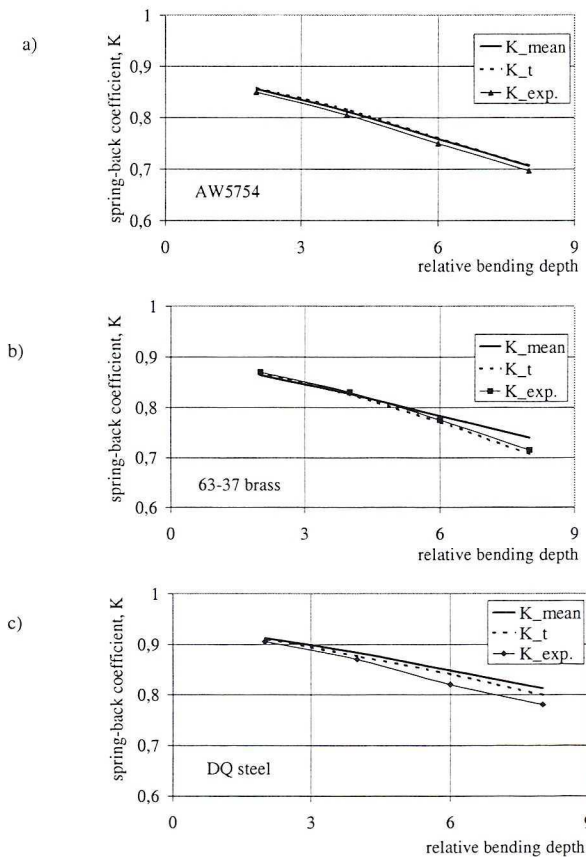 a)
spring-back coefficient, K
1
0,9
0,8
0,7
0,6
K_mean
K_t
K_exp.
AW5754
0
3
6
9
relative bending depth
b)
spring-back coefficient, K
1
0,9
0,8
0,7
0,6
K_mean
K_t
K_exp.
63-37 brass
0
3
6
9
relative bending depth
c)
spring-back coefficient, K
1
0,9
0,8
0,7
0,6
K_mean
K_t
K_exp.
DQ steel
0
3
6
9
relative bending depth